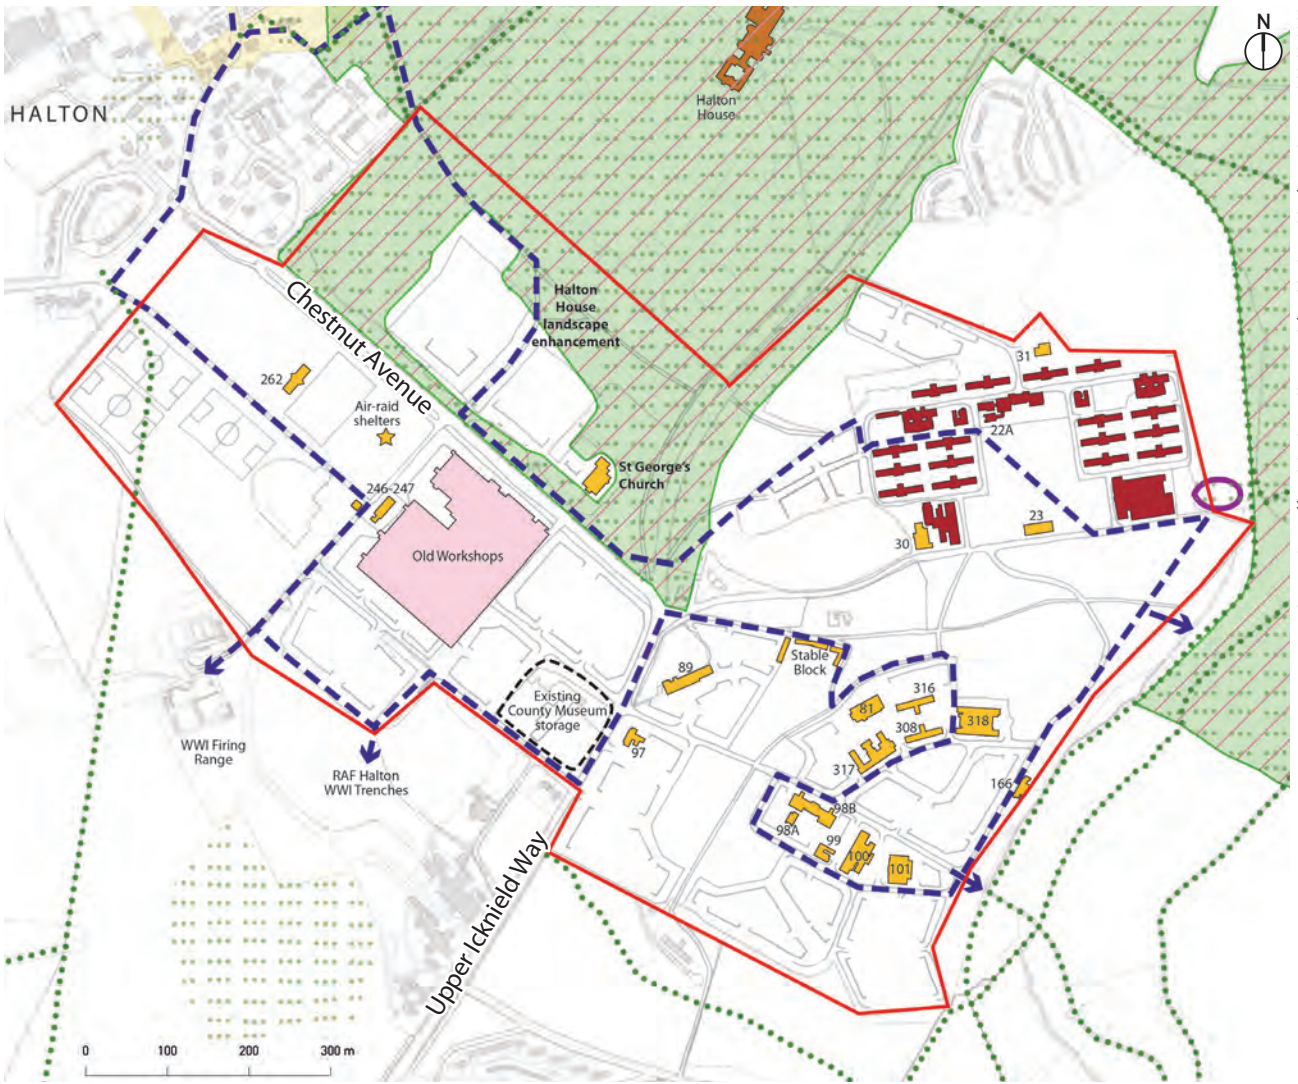 N
HALTON
Halton
House
Chestnut Avenue
Halton
House
landscape
enhancement
31
262
Air-raid
shelters
22A
St George's
Church
246-247
23
30
Old Workshops
Stable
Block
89
316
Existing
County Museum
storage
81
318
308
97
WWI Firing
Range
317
RAF Halton
WWI Trenches
166
98B
98A
99
100
101
Upper Icknield Way
0
100
200
300 m